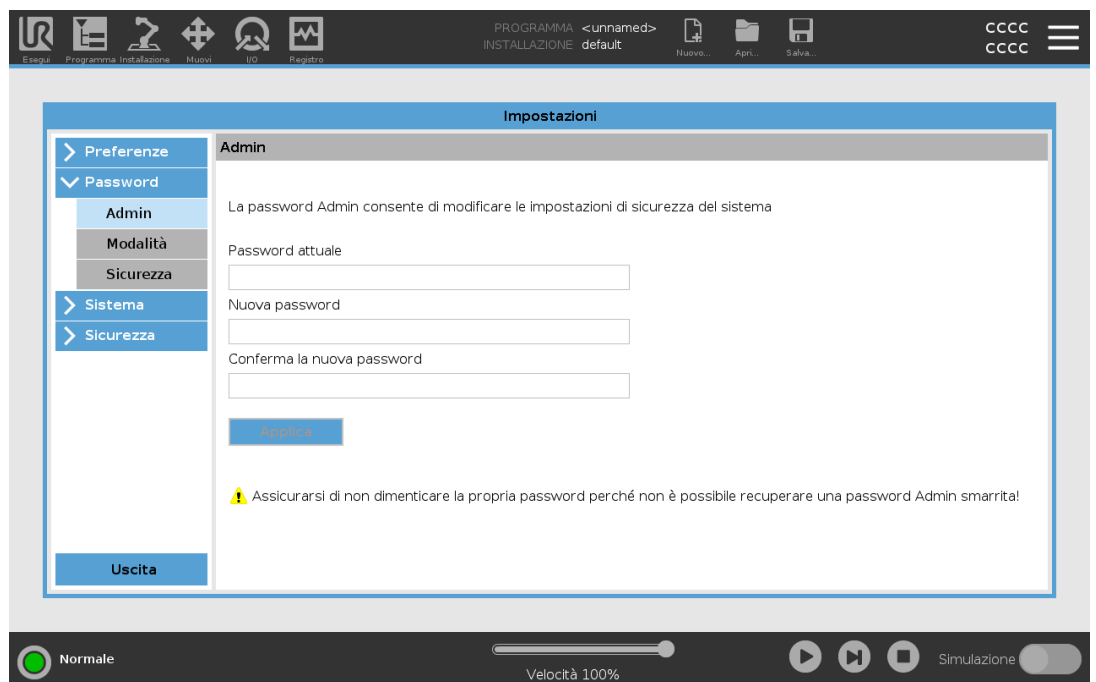 PROGRAMMA <unnamed>
INSTALLAZIONE default
UR
Esegui Programma Installazione Muovi I/O Registro
Nuovo... Apri... Salva...
CCCC
CCCC
Impostazioni
Preferenze
Password
Admin
Modalità
Sicurezza
Sistema
Sicurezza
Uscita
Admin
La password Admin consente di modificare le impostazioni di sicurezza del sistema
Password attuale
Nuova password
Conferma la nuova password
Applica
Assicurarsi di non dimenticare la propria password perché non è possibile recuperare una password Admin smarrita!
Normale
Velocità 100%
Simulazione